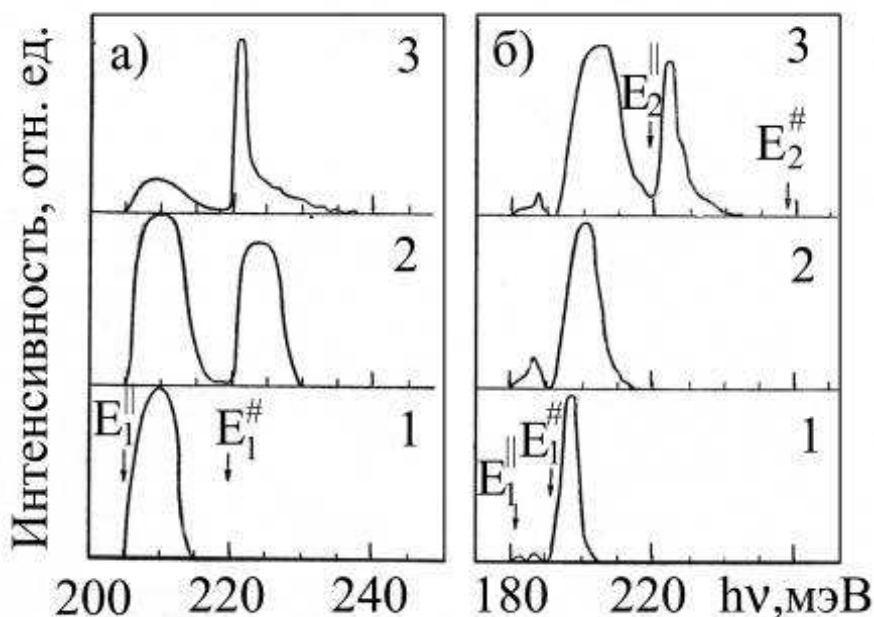 Интенсивность, отн. ед.
а) 3
2
E₁^|| E₁^# 1
200 220 240
б) 3
E₂^|| E₂^#
2
E₁^|| E₁^# 1
180 220 hν,мэВ